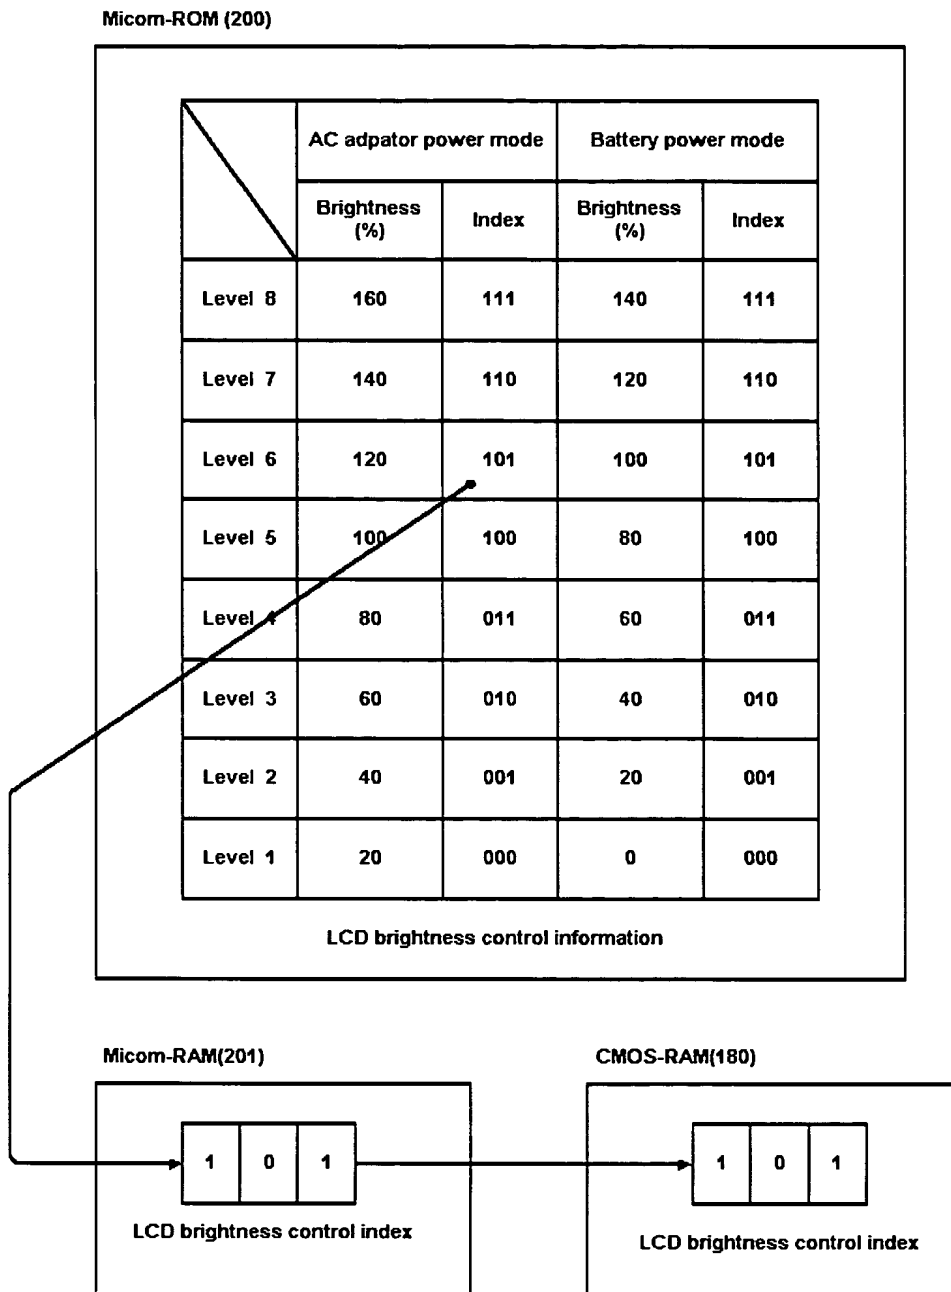 Micom-ROM (200)
AC adpator power mode Battery power mode
Brightness (%) Index Brightness (%) Index
Level 8 160 111 140 111
Level 7 140 110 120 110
Level 6 120 101 100 101
Level 5 100 100 80 100
Level 4 80 011 60 011
Level 3 60 010 40 010
Level 2 40 001 20 001
Level 1 20 000 0 000
LCD brightness control information
Micom-RAM(201) CMOS-RAM(180)
1 0 1 1 0 1
LCD brightness control index LCD brightness control index